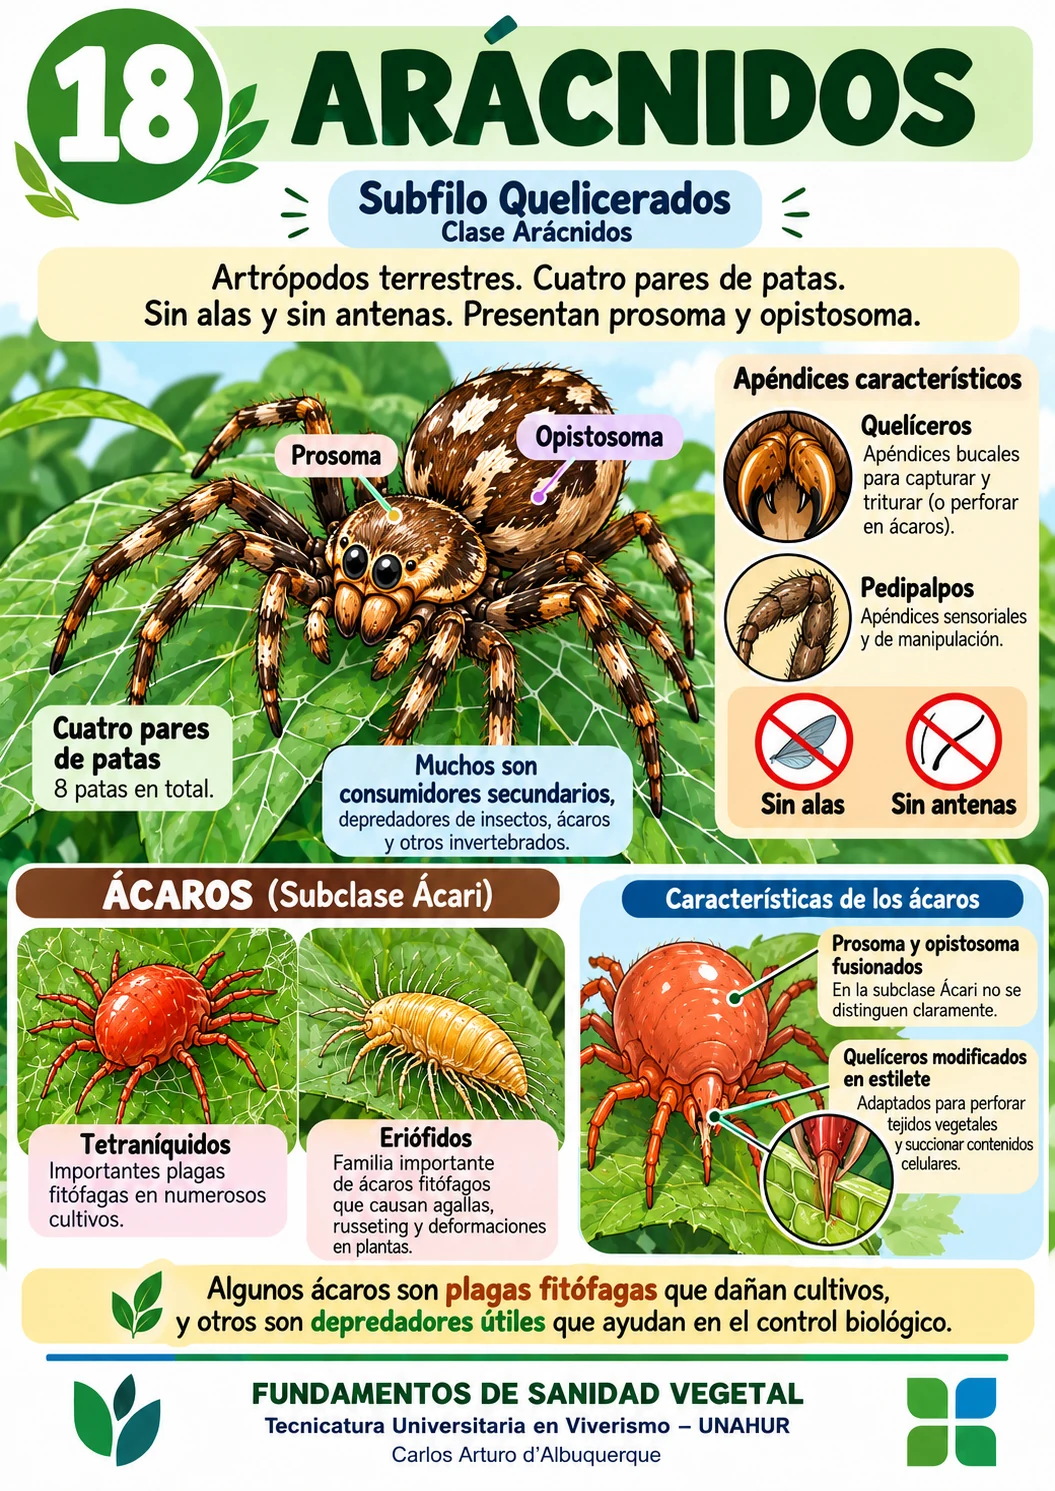 18
ARÁCNIDOS
Subfilo Quelicerados
Clase Arácnidos
Artrópodos terrestres. Cuatro pares de patas.
Sin alas y sin antenas. Presentan prosoma y opistosoma.
Prosoma
Opistosoma
Cuatro pares
de patas
8 patas en total.
Muchos son
consumidores secundarios,
depredadores de insectos, ácaros
y otros invertebrados.
Apéndices característicos
Quelíceros
Apéndices bucales
para capturar y
triturar (o perforar
en ácaros).
Pedipalpos
Apéndices sensoriales
y de manipulación.
Sin alas
Sin antenas
ÁCAROS (Subclase Ácari)
Tetraníquidos
Importantes plagas
fitófagas en numerosos
cultivos.
Eriófidos
Familia importante
de ácaros fitófagos
que causan agallas,
russeting y deformaciones
en plantas.
Características de los ácaros
Prosoma y opistosoma
fusionados
En la subclase Ácari no se
distinguen claramente.
Quelíceros modificados
en estilete
Adaptados para perforar
tejidos vegetales
y succionar contenidos
celulares.
Algunos ácaros son plagas fitófagas que dañan cultivos,
y otros son depredadores útiles que ayudan en el control biológico.
FUNDAMENTOS DE SANIDAD VEGETAL
Tecnicatura Universitaria en Viverismo – UNAHUR
Carlos Arturo d'Albuquerque